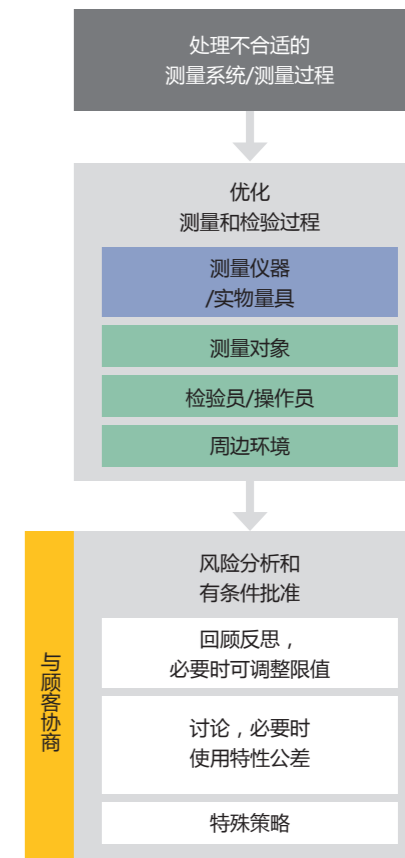 处理不合适的
测量系统/测量过程
优化
测量和检验过程
测量仪器
/实物量具
测量对象
检验员/操作员
周边环境
与顾客协商
风险分析和
有条件批准
回顾反思，
必要时可调整限值
讨论，必要时
使用特性公差
特殊策略